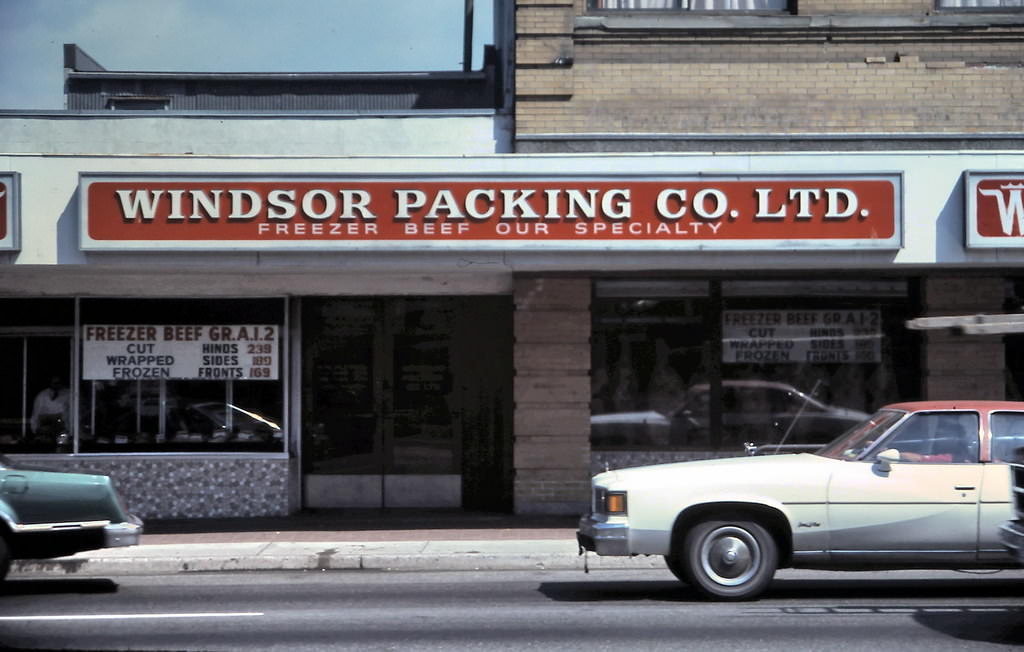 WINDSOR PACKING CO. LTD.
FREEZER BEEF OUR SPECIALTY
W
FREEZER BEEF GR.A.1.2
CUT HINDS 239
WRAPPED SIDES 189
FROZEN FRONTS 169
FREEZER BEEF GR.A.1.2
CUT HINDS
WRAPPED SIDES
FROZEN FRONTS